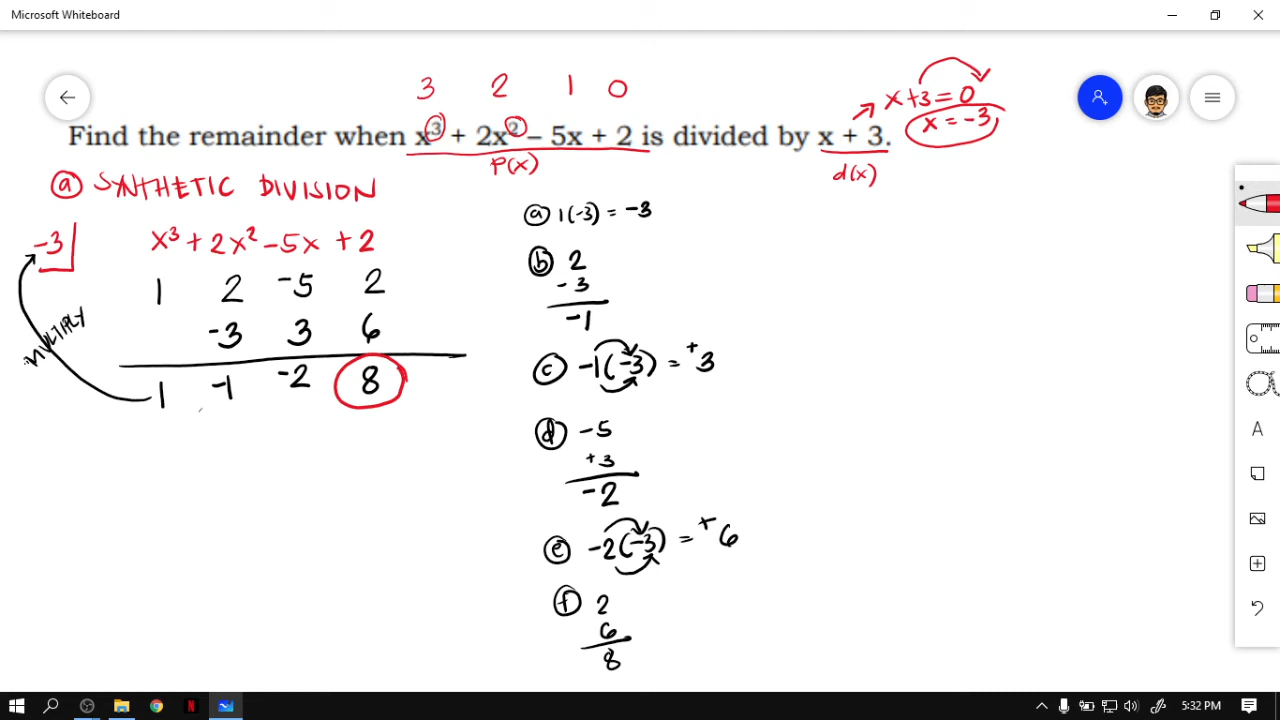 Microsoft Whiteboard
3 2 1 0
x + 3 = 0
x = -3
Find the remainder when x³ + 2x² – 5x + 2 is divided by x + 3.
P(x)
d(x)
ⓐ SYNTHETIC DIVISION
-3
x³ + 2x² - 5x + 2
1 2 -5 2
-3 3 6
1 -1 -2 8
MULTIPLY
ⓐ 1(-3) = -3
ⓑ 2
-3
-1
ⓒ -1(-3) = +3
ⓓ -5
+3
-2
ⓔ -2(-3) = +6
ⓕ 2
6
8
A
N
5:32 PM